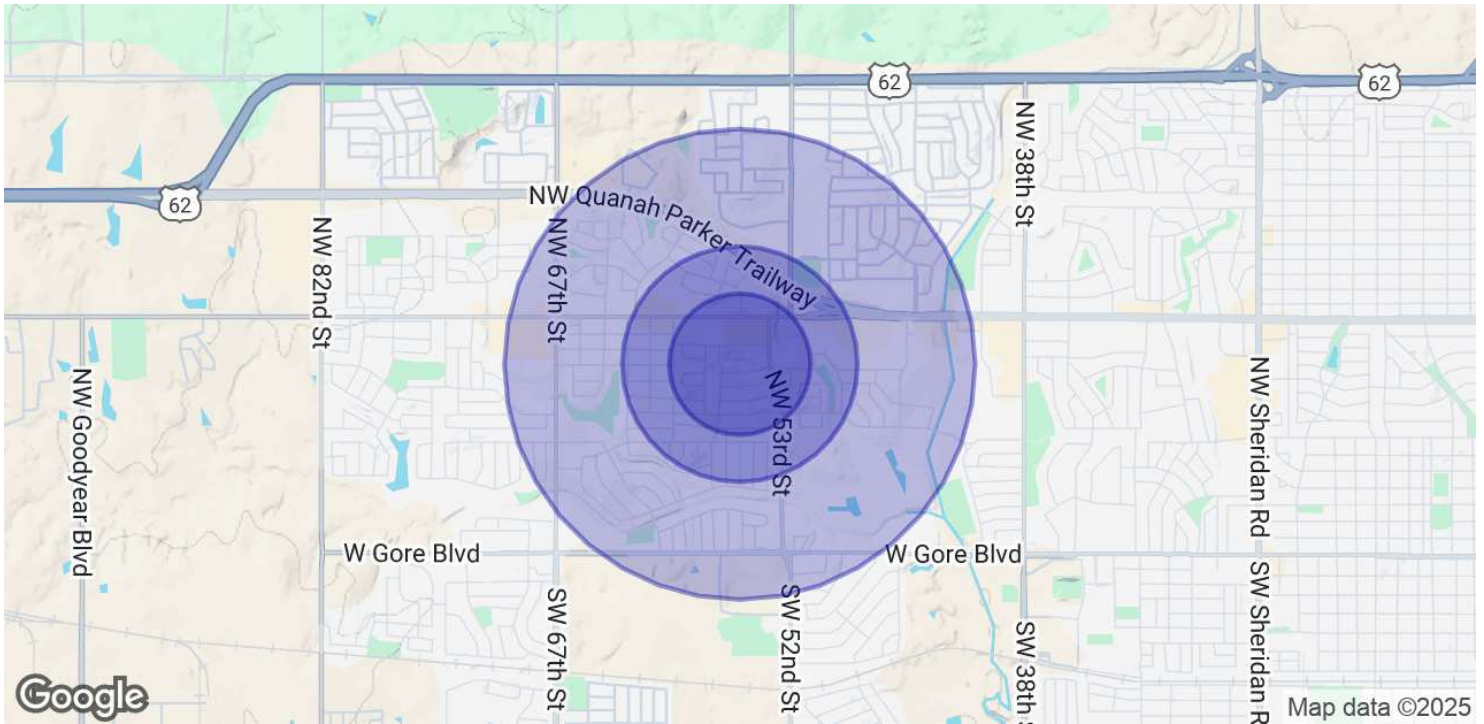 62
62
62
NW 38th St
NW Quanah Parker Trailway
NW 82nd St
NW 67th St
NW Goodyear Blvd
NW 53rd St
NW Sheridan Rd
W Gore Blvd
W Gore Blvd
SW 67th St
SW 52nd St
SW 38th S
SW Sheridan R
Google
Map data ©2025